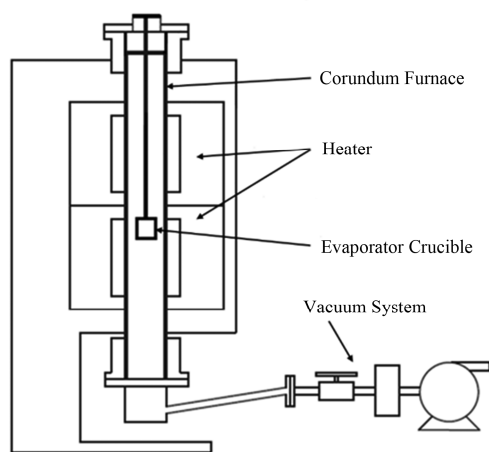 Corundum Furnace
Heater
Evaporator Crucible
Vacuum System